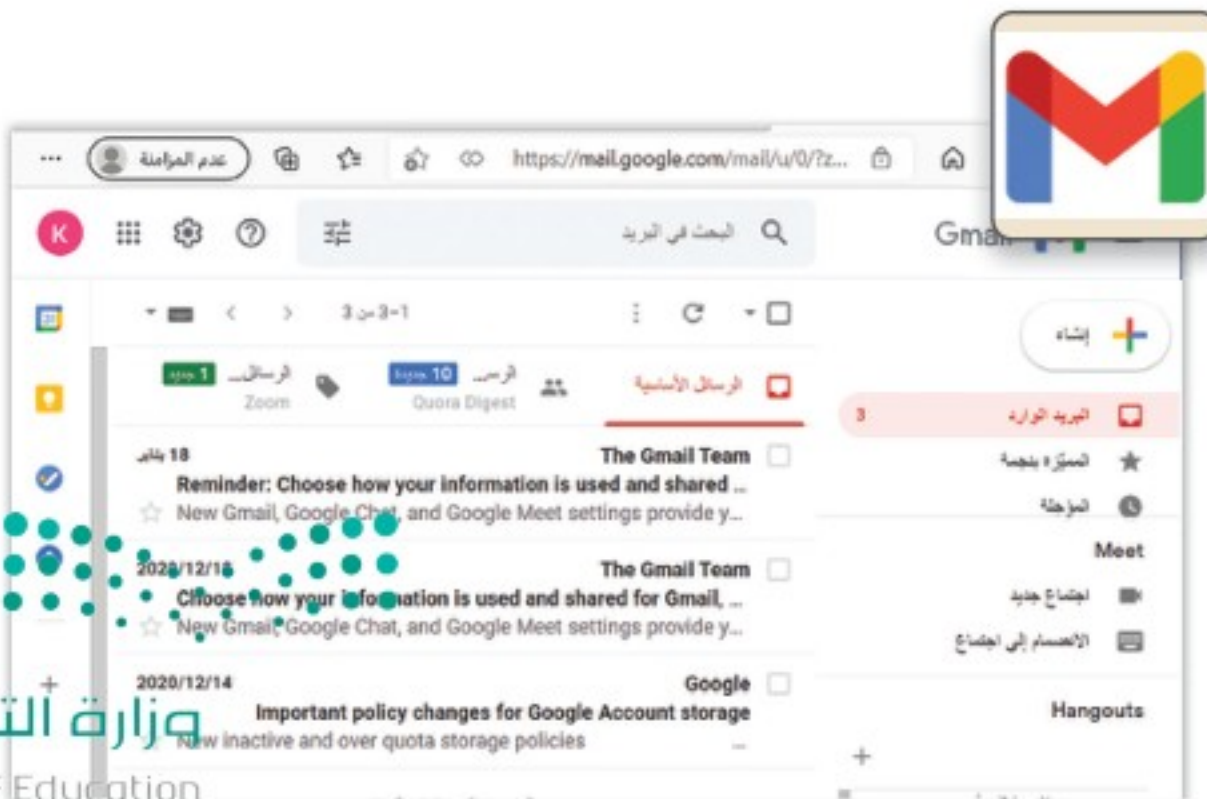 عدم المزامنة
https://mail.google.com/mail/u/0/?z...
K
البحث في البريد
Gmail
إنشاء
1-3 من 3
الرسائل الأساسية
الرسـ... 10 جديدة
Quora Digest
الرسائل... 1 جديد
Zoom
البريد الوارد
3
المميّزة بنجمة
المؤجلة
Meet
اجتماع جديد
الانضمام إلى اجتماع
Hangouts
The Gmail Team
18 يناير
Reminder: Choose how your information is used and shared ...
New Gmail, Google Chat, and Google Meet settings provide y...
The Gmail Team
2020/12/18
Choose how your information is used and shared for Gmail, ...
New Gmail, Google Chat, and Google Meet settings provide y...
Google
2020/12/14
Important policy changes for Google Account storage
New inactive and over quota storage policies
...
وزارة الت
Education